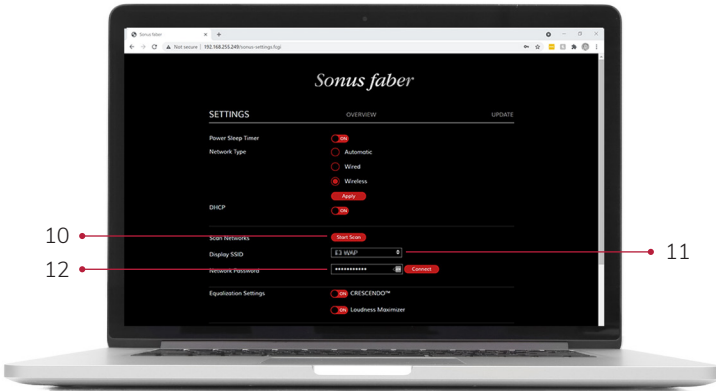 Sonus faber
Not secure | 192.168.255.249/sonus-settings.fcgi
Sonus faber
SETTINGS OVERVIEW UPDATE
Power Sleep Timer ON
Network Type Automatic
Wired
Wireless
Apply
DHCP ON
10 Scan Networks Start Scan
Display SSID E3 WAP 11
12 Network Password Connect
Equalization Settings ON CRESCENDO™
ON Loudness Maximizer